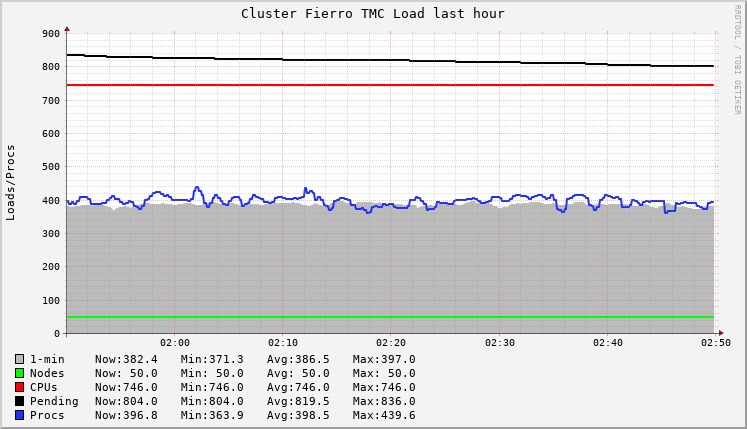 Cluster Fierro TMC Load last hour
RRDTOOL / TOBI OETIKER
Loads/Procs
900
800
700
600
500
400
300
200
100
0
02:00 02:10 02:20 02:30 02:40 02:50
1-min Now:382.4 Min:371.3 Avg:386.5 Max:397.0
Nodes Now: 50.0 Min: 50.0 Avg: 50.0 Max: 50.0
CPUs Now:746.0 Min:746.0 Avg:746.0 Max:746.0
Pending Now:804.0 Min:804.0 Avg:819.5 Max:836.0
Procs Now:396.8 Min:363.9 Avg:398.5 Max:439.6